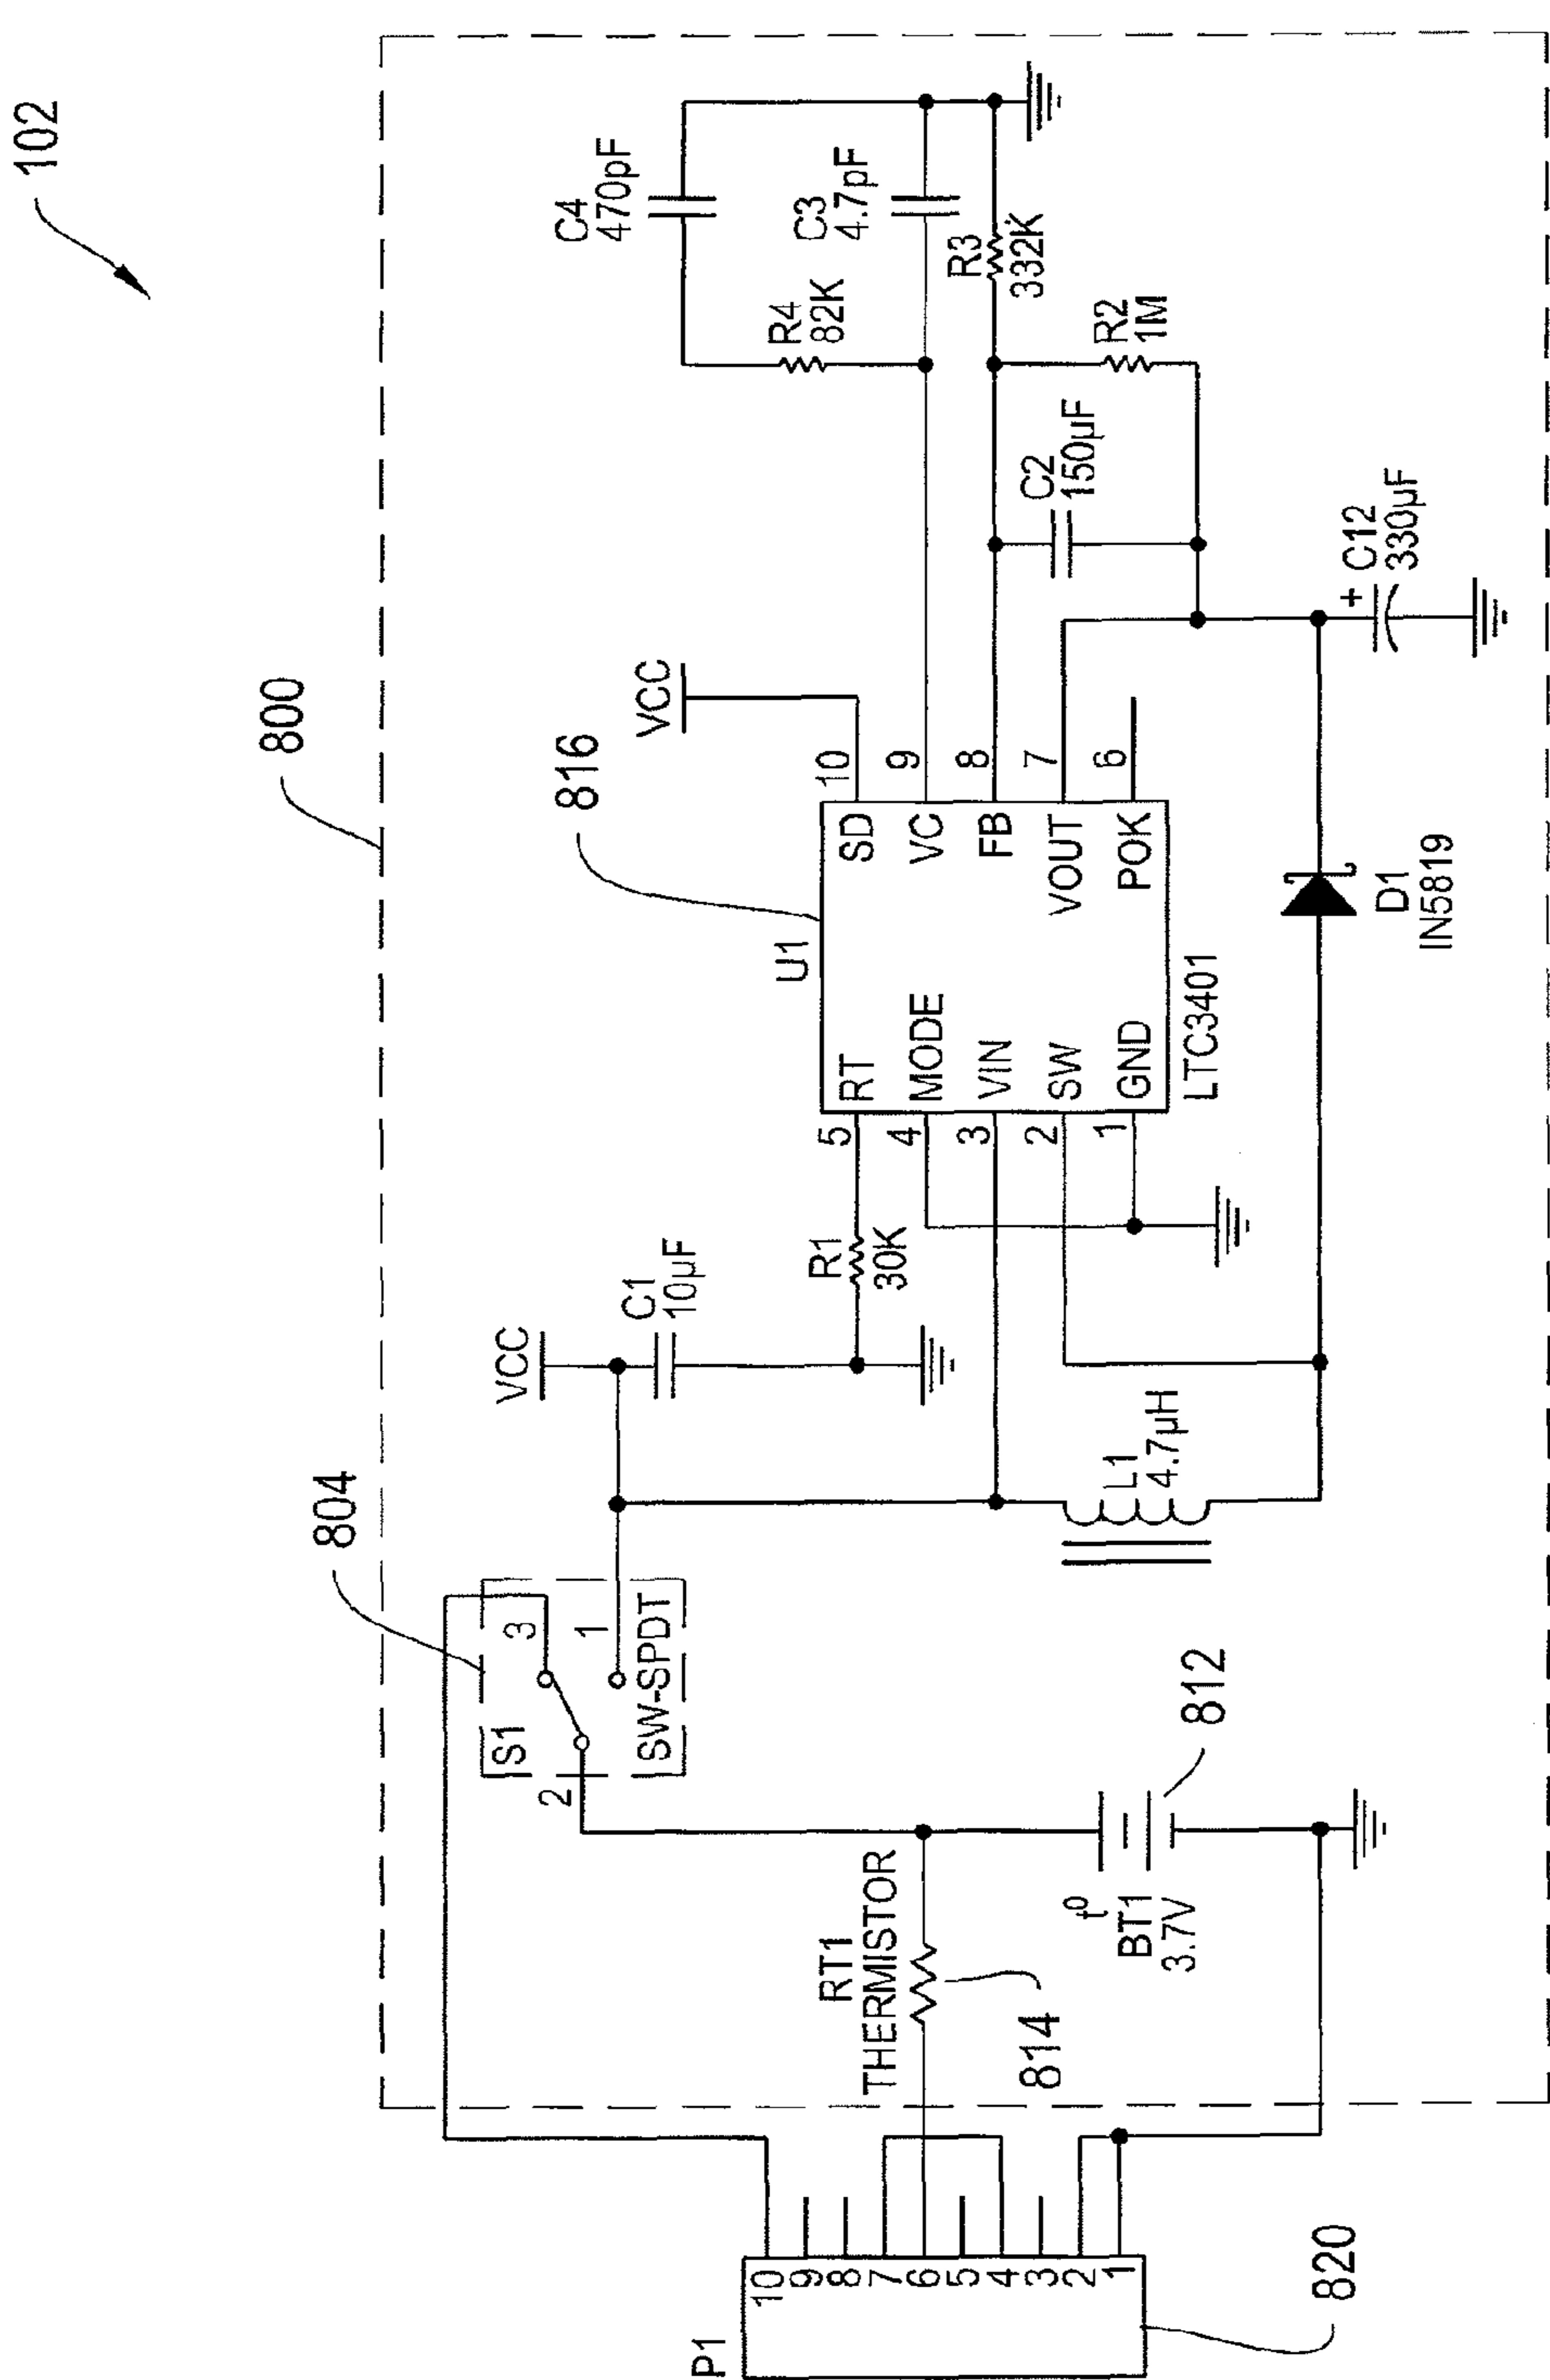 102
800
804
816
812
814
820
P1
10
9
8
7
6
5
4
3
2
1
RT1
THERMISTOR
t⁰
BT1
3.7V
S1
2
3
1
SW-SPDT
VCC
C1
10µF
R1
30K
L1
4.7µH
U1
5
4
3
2
1
RT
MODE
VIN
SW
GND
SD
VC
FB
VOUT
POK
10
9
8
7
6
LTC3401
VCC
D1
IN5819
C4
470pF
R4
82K
C3
4.7pF
R3
332K
R2
1M
C2
150µF
+
C12
330µF